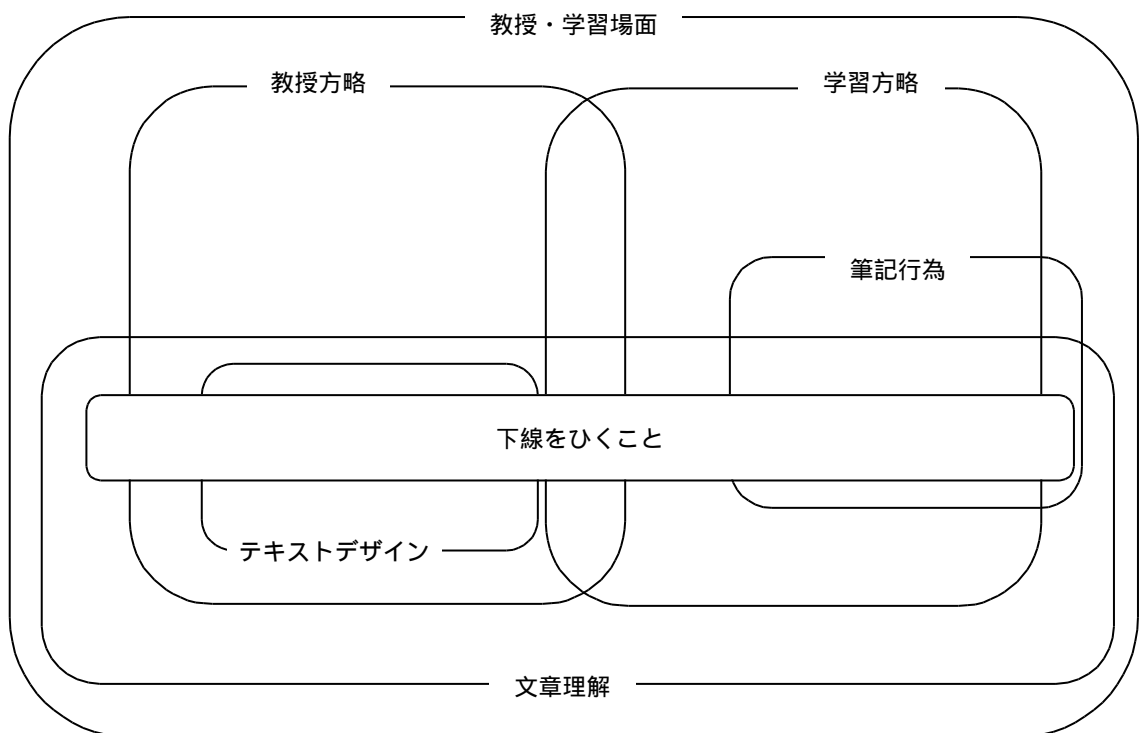 教授・学習場面
教授方略
学習方略
筆記行為
下線をひくこと
テキストデザイン
文章理解